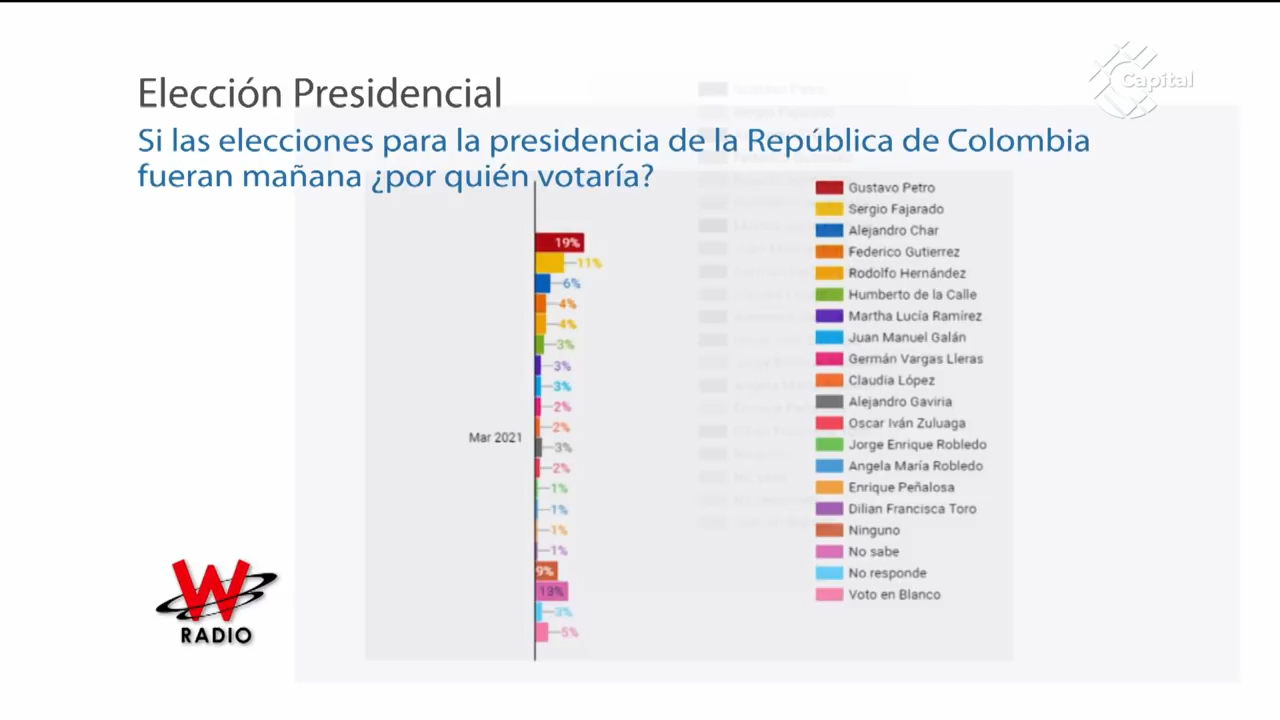 Capital
Elección Presidencial
Si las elecciones para la presidencia de la República de Colombia
fueran mañana ¿por quién votaría?
Gustavo Petro
Sergio Fajarado
Alejandro Char
Federico Gutierrez
Rodolfo Hernández
Humberto de la Calle
Martha Lucía Ramírez
Juan Manuel Galán
Germán Vargas Lleras
Claudia López
Alejandro Gaviria
Oscar Iván Zuluaga
Jorge Enrique Robledo
Angela María Robledo
Enrique Peñalosa
Dilian Francisca Toro
Ninguno
No sabe
No responde
Voto en Blanco
19%
11%
6%
4%
4%
3%
3%
3%
2%
2%
3%
2%
1%
1%
1%
1%
9%
13%
3%
5%
Mar 2021
W
RADIO